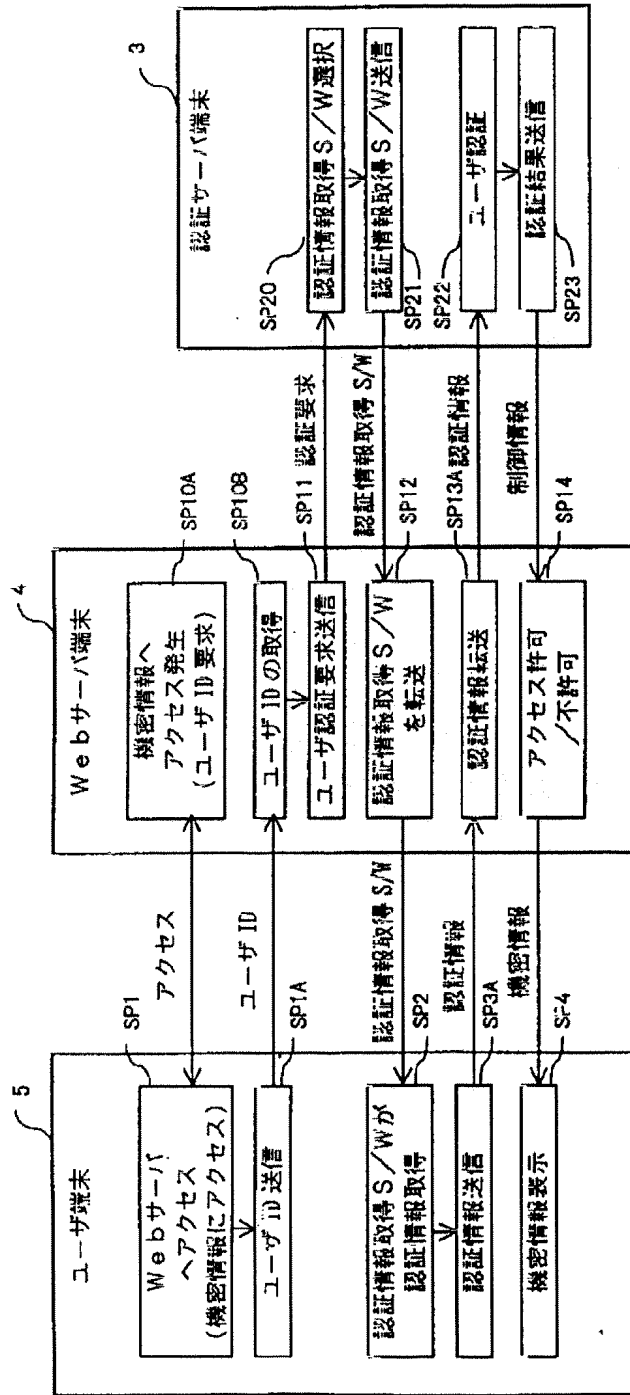 ユーザ端末
5
Webサーバ
へアクセス
(機密情報にアクセス)
SP1
ユーザID送信
SP1A
認証情報取得S/Wが
認証情報取得
SP2
認証情報送信
SP3A
機密情報表示
SP4
アクセス
ユーザID
認証情報取得S/W
認証情報
機密情報
Webサーバ端末
4
機密情報へ
アクセス発生
(ユーザID要求)
SP10A
ユーザIDの取得
SP10B
ユーザ認証要求送信
SP11
認証情報取得S/W
を転送
SP12
認証情報転送
SP13A
アクセス許可
/不許可
SP14
認証要求
認証情報取得S/W
認証情報
制御情報
認証サーバ端末
3
SP20
認証情報取得S/W選択
認証情報取得S/W送信
SP21
SP22
ユーザ認証
認証結果送信
SP23